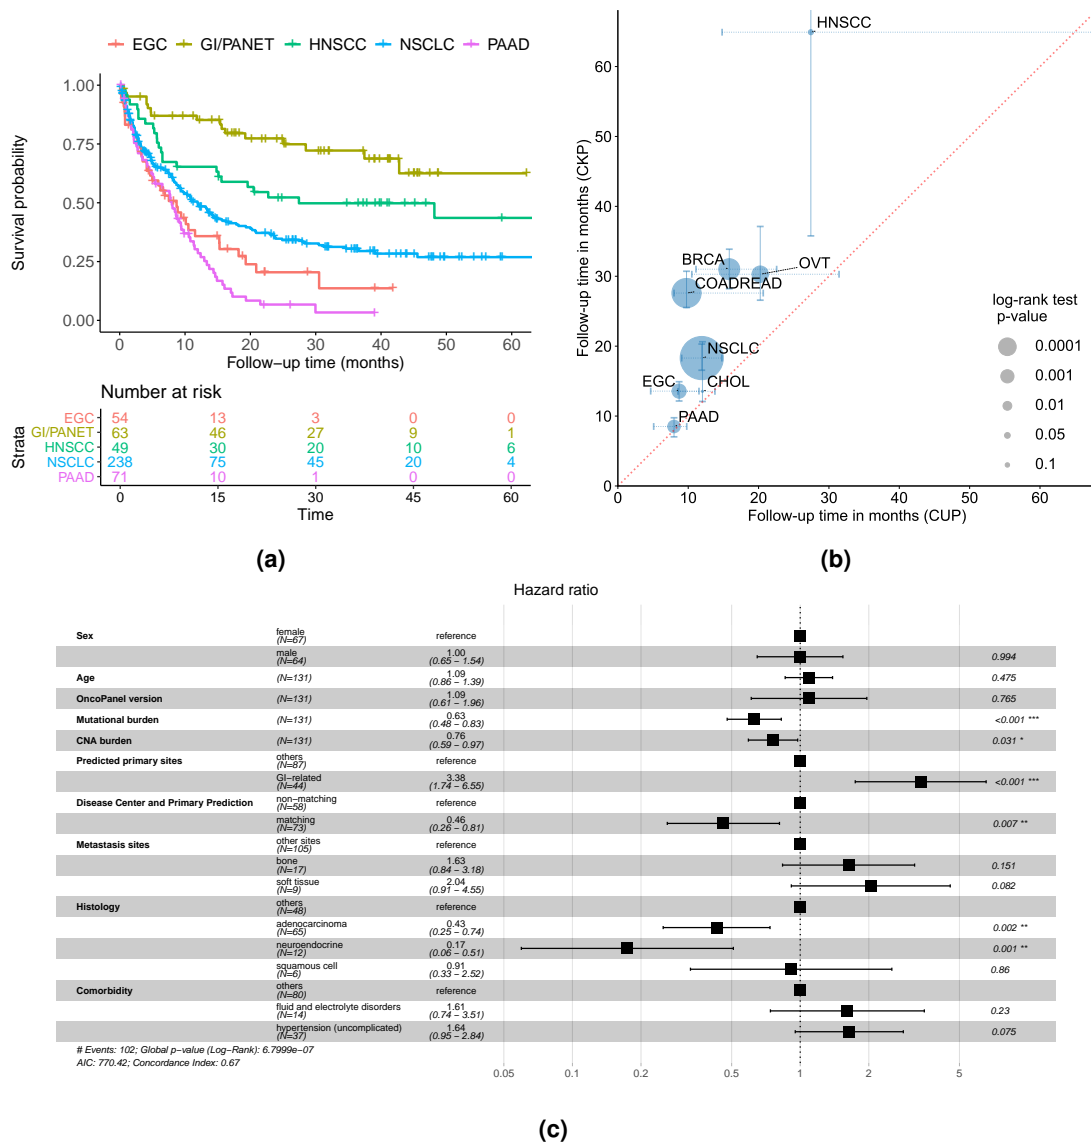 EGC GI/PANET HNSCC NSCLC PAAD
Survival probability
1.00
0.75
0.50
0.25
0.00
0 10 20 30 40 50 60
Follow-up time (months)
Number at risk
Strata
EGC 54 13 3 0 0
GI/PANET 63 46 27 9 1
HNSCC 49 30 20 10 6
NSCLC 238 75 45 20 4
PAAD 71 10 1 0 0
0 15 30 45 60
Time
(a)
Follow-up time in months (CKP)
60
50
40
30
20
10
0
HNSCC
BRCA
OVT
COADREAD
NSCLC
EGC
CHOL
PAAD
log-rank test
p-value
0.0001
0.001
0.01
0.05
0.1
0 10 20 30 40 50 60
Follow-up time in months (CUP)
(b)
Hazard ratio
Sex female (N=67) reference
male (N=64) 1.00 (0.65 − 1.54) 0.994
Age (N=131) 1.09 (0.86 − 1.39) 0.475
OncoPanel version (N=131) 1.09 (0.61 − 1.96) 0.765
Mutational burden (N=131) 0.63 (0.48 − 0.83) <0.001 ***
CNA burden (N=131) 0.76 (0.59 − 0.97) 0.031 *
Predicted primary sites others (N=87) reference
GI−related (N=44) 3.38 (1.74 − 6.55) <0.001 ***
Disease Center and Primary Prediction non−matching (N=58) reference
matching (N=73) 0.46 (0.26 − 0.81) 0.007 **
Metastasis sites other sites (N=105) reference
bone (N=17) 1.63 (0.84 − 3.18) 0.151
soft tissue (N=9) 2.04 (0.91 − 4.55) 0.082
Histology others (N=48) reference
adenocarcinoma (N=65) 0.43 (0.25 − 0.74) 0.002 **
neuroendocrine (N=12) 0.17 (0.06 − 0.51) 0.001 **
squamous cell (N=6) 0.91 (0.33 − 2.52) 0.86
Comorbidity others (N=80) reference
fluid and electrolyte disorders (N=14) 1.61 (0.74 − 3.51) 0.23
hypertension (uncomplicated) (N=37) 1.64 (0.95 − 2.84) 0.075
# Events: 102; Global p−value (Log−Rank): 6.7999e−07
AIC: 770.42; Concordance Index: 0.67
0.05 0.1 0.2 0.5 1 2 5
(c)